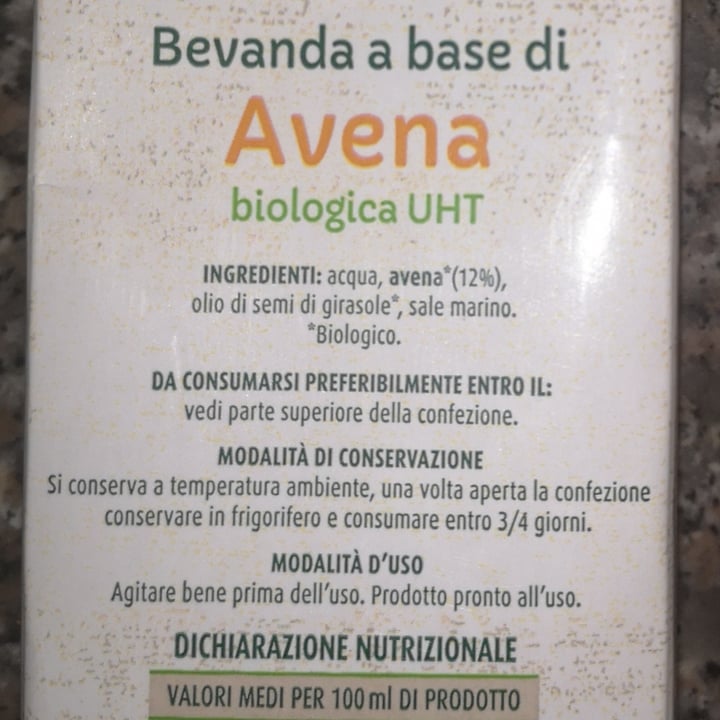 Bevanda a base di
Avena
biologica UHT
INGREDIENTI: acqua, avena*(12%),
olio di semi di girasole*, sale marino.
*Biologico.
DA CONSUMARSI PREFERIBILMENTE ENTRO IL:
vedi parte superiore della confezione.
MODALITÀ DI CONSERVAZIONE
Si conserva a temperatura ambiente, una volta aperta la confezione
conservare in frigorifero e consumare entro 3/4 giorni.
MODALITÀ D'USO
Agitare bene prima dell'uso. Prodotto pronto all'uso.
DICHIARAZIONE NUTRIZIONALE
VALORI MEDI PER 100 ml DI PRODOTTO